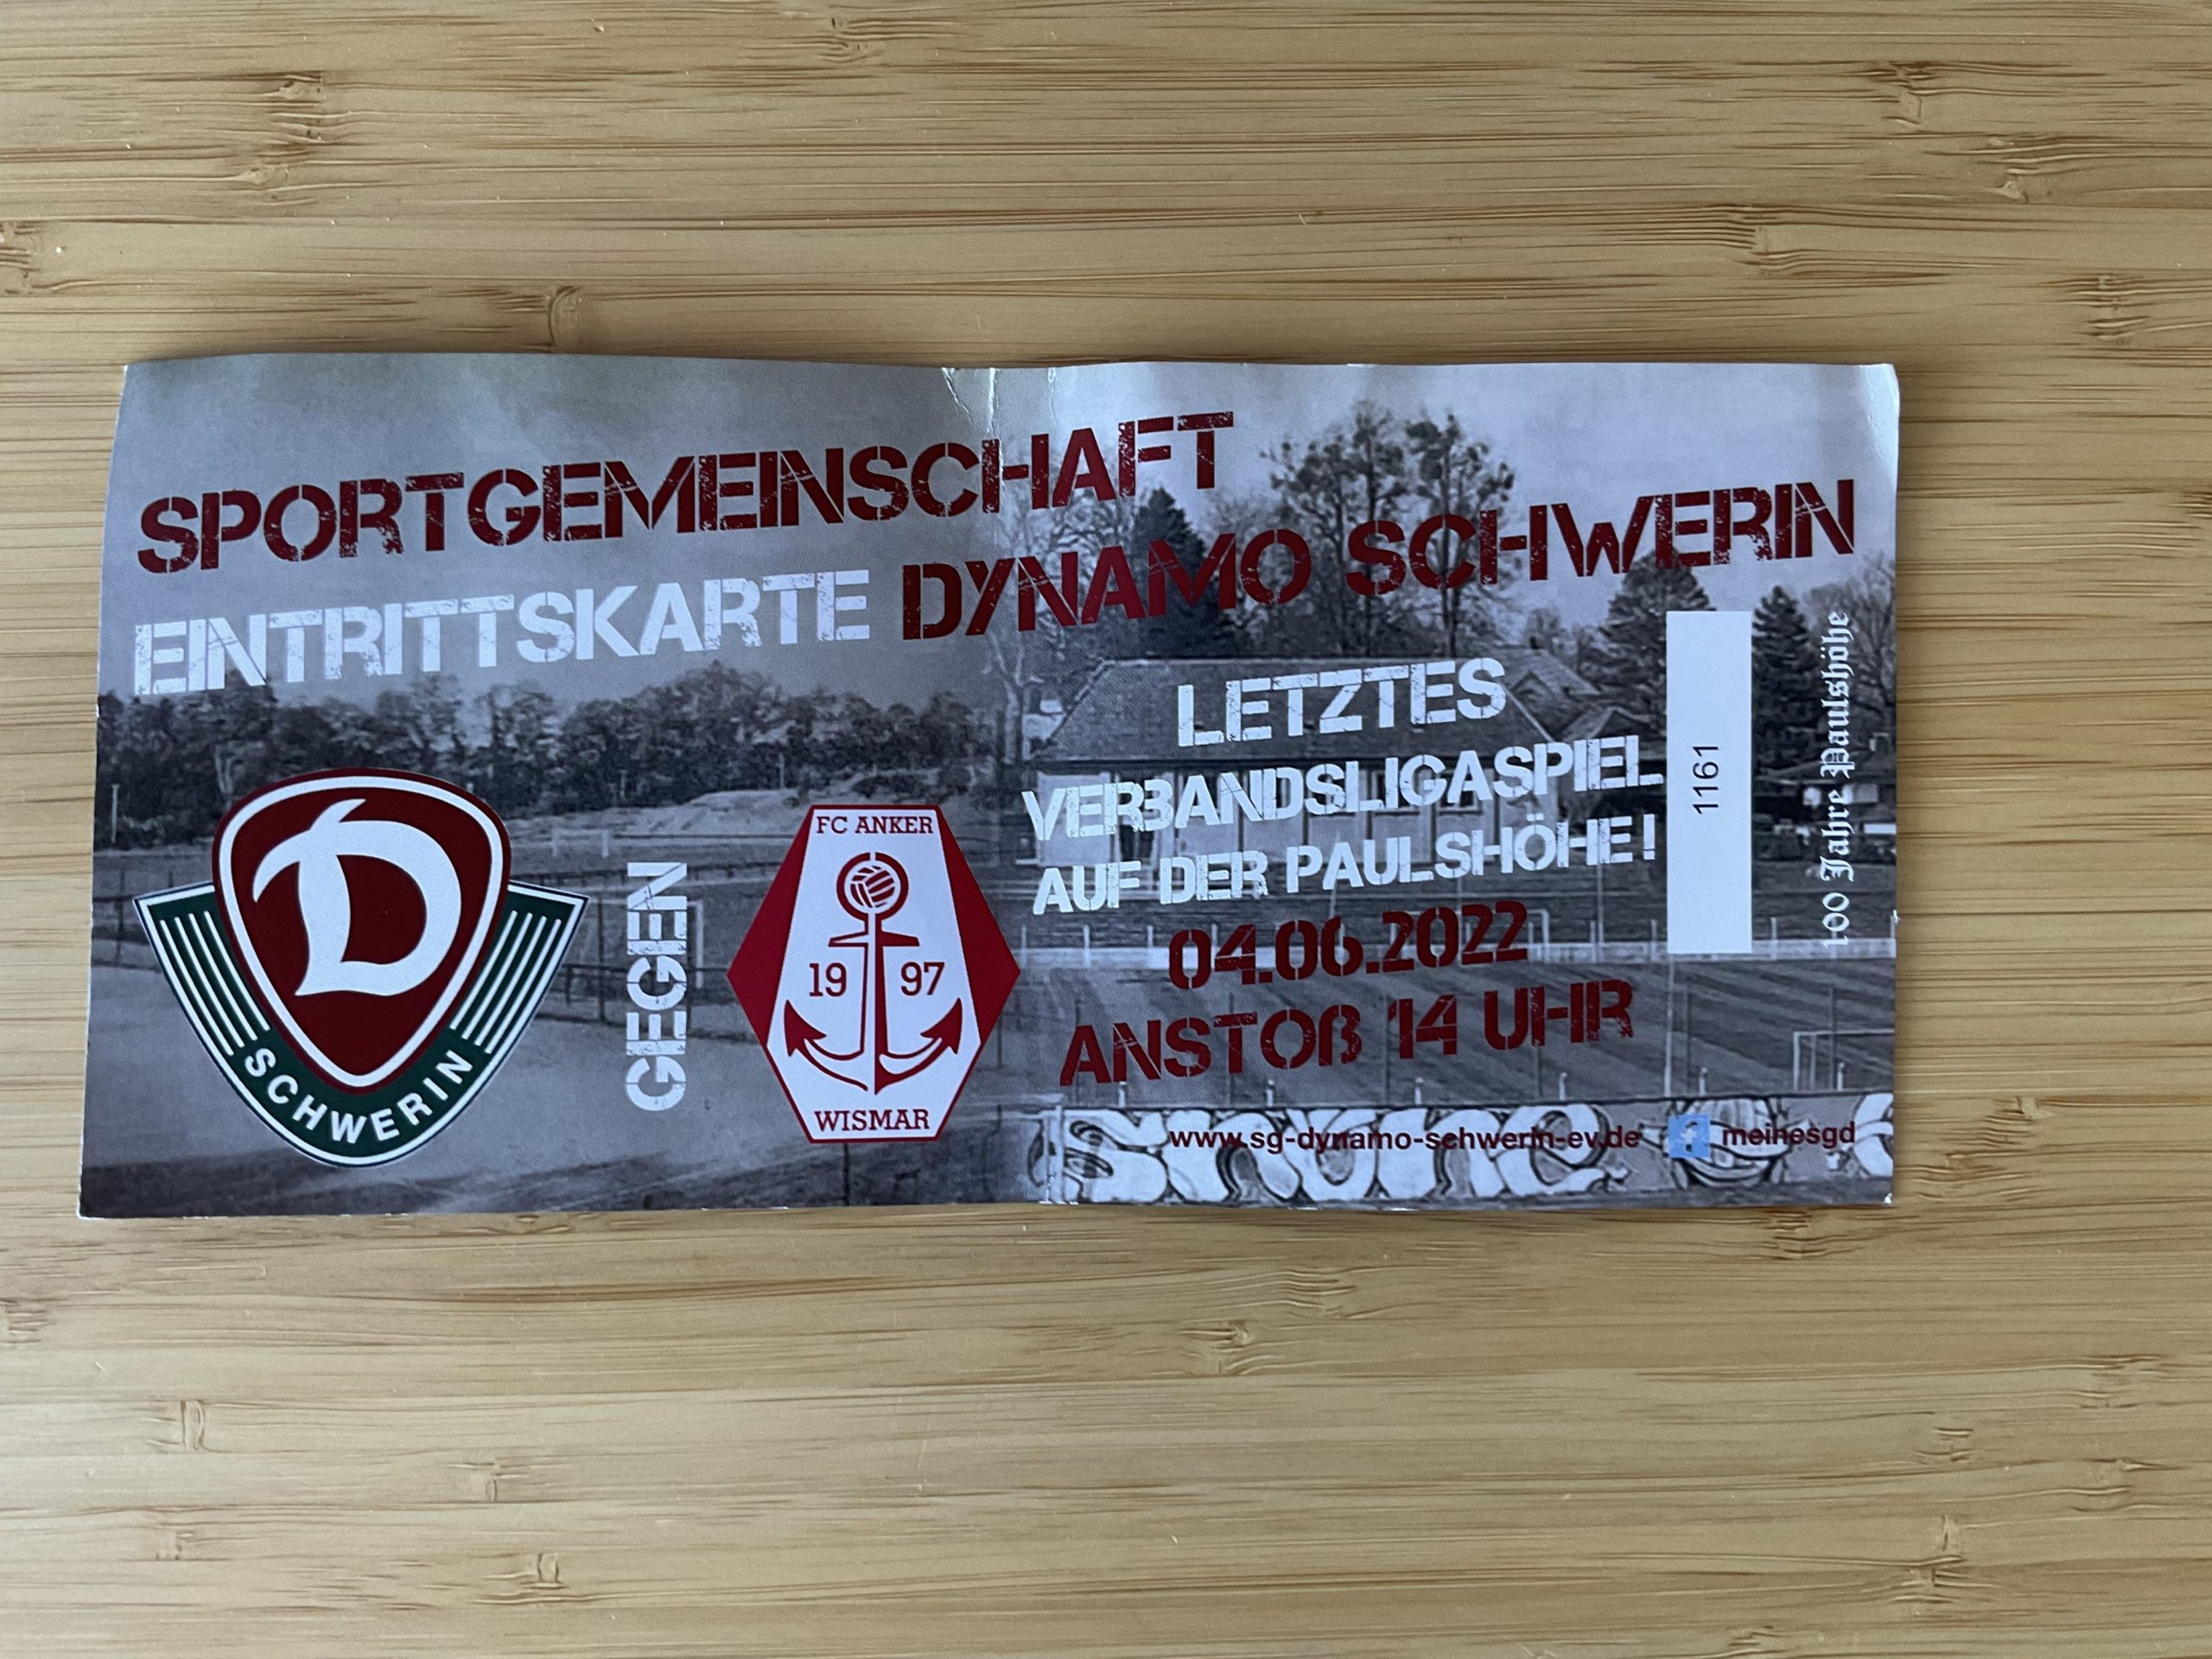 SPORTGEMEINSCHAFT
EINTRITTSKARTE DYNAMO SCHWERIN
LETZTES
VERBANDSLIGASPIEL
AUF DER PAULSHÖHE!
04.06.2022
ANSTOß 14 UHR
D
SCHWERIN
GEGEN
FC ANKER
19 97
WISMAR
1161
100 Jahre Paulshöhe
www.sg-dynamo-schwerin-ev.de f meinesgd